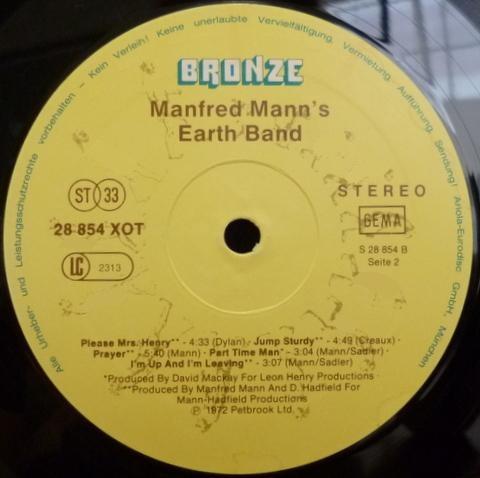 Alle Urheber- und Leistungsschutzrechte vorbehalten – Kein Verleih! Keine unerlaubte Vervielfältigung, Vermietung, Aufführung, Sendung! Ariola-Eurodisc GmbH, München
BRONZE
Manfred Mann's
Earth Band
ST 33
STEREO
28 854 XOT
GEMA
S 28 854 B
LC 2313
Seite 2
Please Mrs. Henry** - 4:33 (Dylan) · Jump Sturdy** - 4:49 (Creaux) ·
Prayer** - 5:40 (Mann) · Part Time Man* - 3:04 (Mann/Sadler) ·
I'm Up And I'm Leaving** - 3:07 (Mann/Sadler)
*Produced By David Mackay For Leon Henry Productions
**Produced By Manfred Mann And D. Hadfield For
Mann-Hadfield Productions
Ⓟ 1972 Petbrook Ltd.